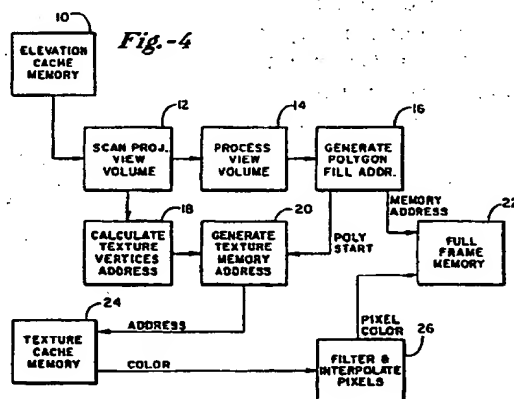 10
Fig.-4
ELEVATION
CACHE
MEMORY
12
14
16
SCAN PROJ.
VIEW
VOLUME
PROCESS
VIEW
VOLUME
GENERATE
POLYGON
FILL ADDR.
18
20
POLY
START
MEMORY
ADDRESS
22
CALCULATE
TEXTURE
VERTICES
ADDRESS
GENERATE
TEXTURE
MEMORY
ADDRESS
FULL
FRAME
MEMORY
24
ADDRESS
PIXEL
COLOR
26
TEXTURE
CACHE
MEMORY
COLOR
FILTER &
INTERPOLATE
PIXELS